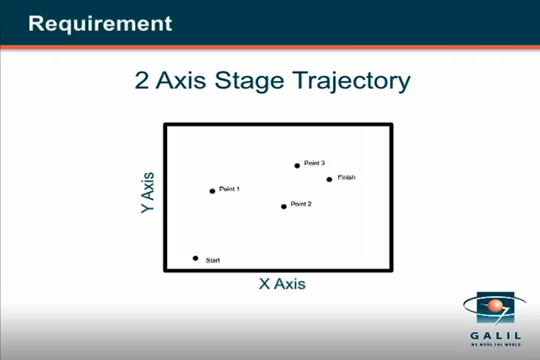 Requirement
2 Axis Stage Trajectory
Y Axis
Point 3
Finish
Point 1
Point 2
Start
X Axis
GALIL
WE MOVE THE WORLD